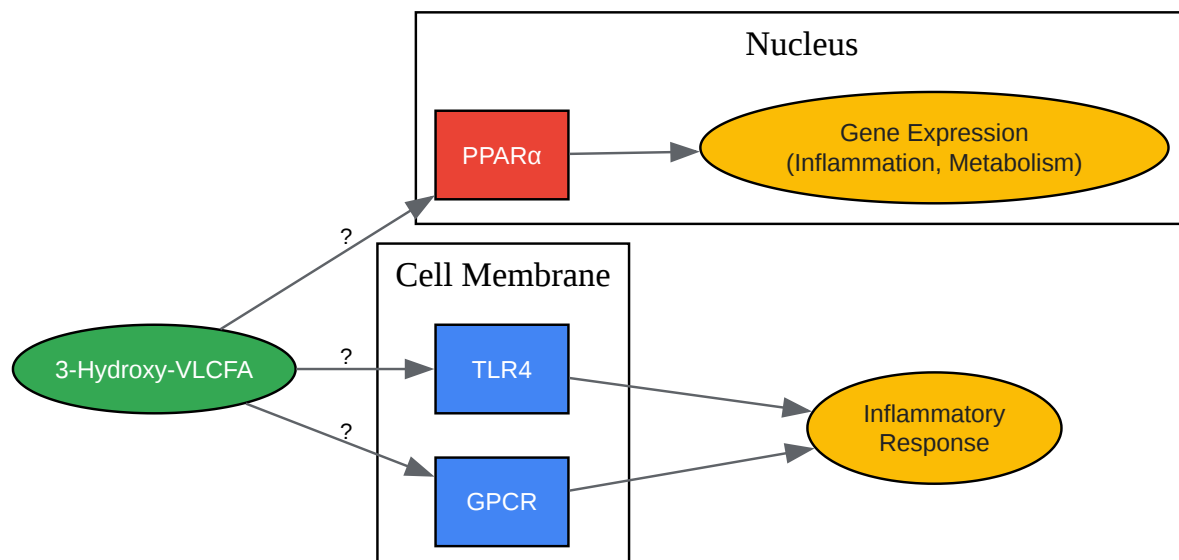 Nucleus
PPARα
Gene Expression
(Inflammation, Metabolism)
?
Cell Membrane
3-Hydroxy-VLCFA
?
TLR4
?
GPCR
Inflammatory
Response